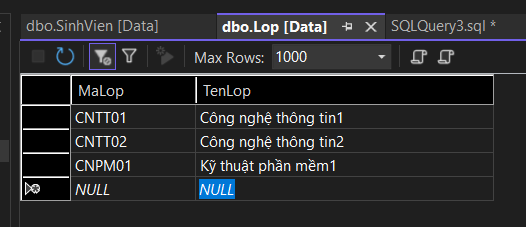 dbo.SinhVien [Data] dbo.Lop [Data] SQLQuery3.sql *
Max Rows: 1000
MaLop TenLop
CNTT01 Công nghệ thông tin1
CNTT02 Công nghệ thông tin2
CNPM01 Kỹ thuật phần mềm1
NULL NULL